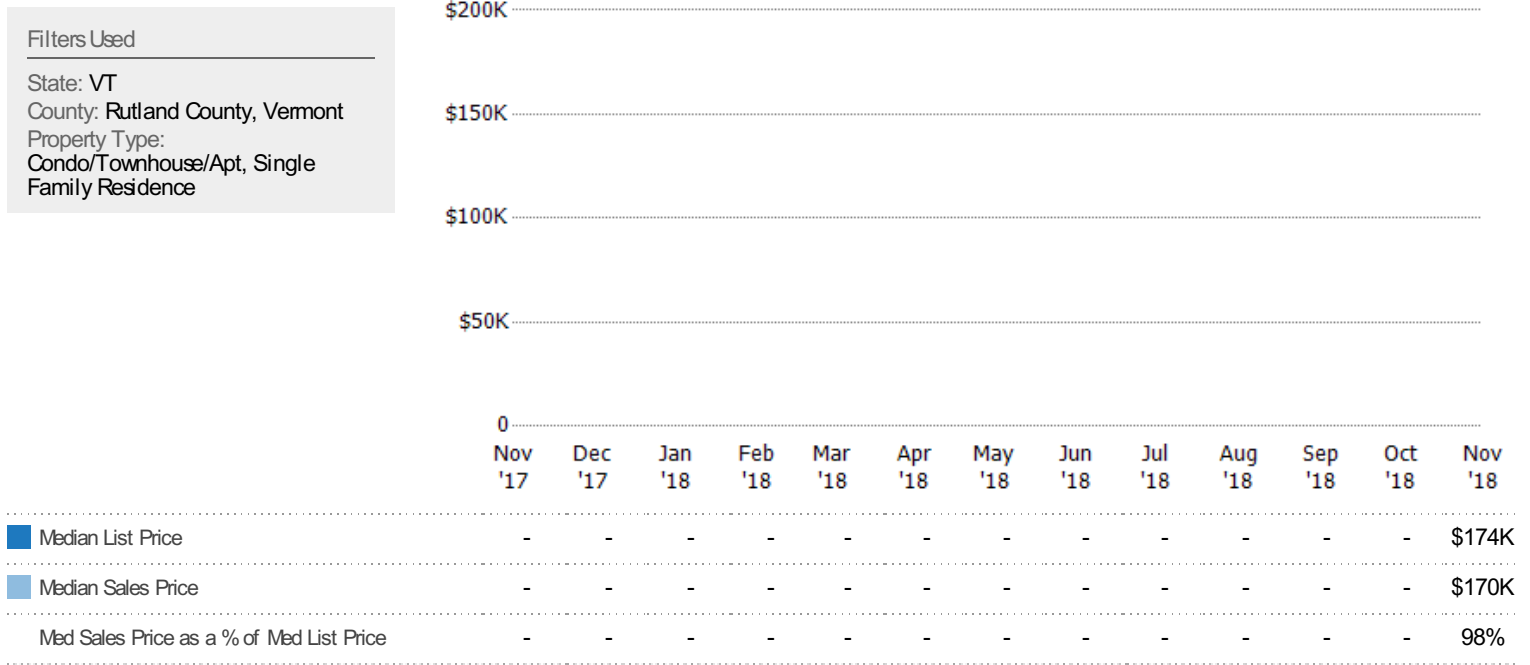 Filters Used
State: VT
County: Rutland County, Vermont
Property Type:
Condo/Townhouse/Apt, Single
Family Residence
$200K
$150K
$100K
$50K
0
Nov Dec Jan Feb Mar Apr May Jun Jul Aug Sep Oct Nov
'17 '17 '18 '18 '18 '18 '18 '18 '18 '18 '18 '18 '18
Median List Price - - - - - - - - - - - - $174K
Median Sales Price - - - - - - - - - - - - $170K
Med Sales Price as a % of Med List Price - - - - - - - - - - - - 98%